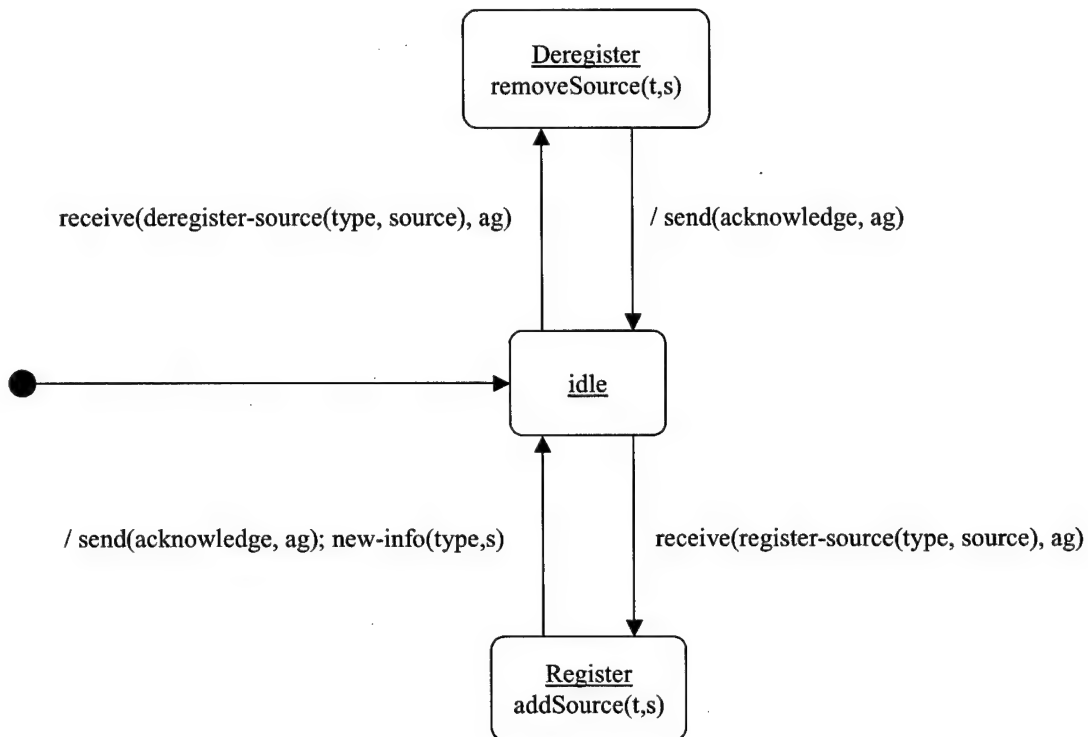 Deregister
removeSource(t,s)
receive(deregister-source(type, source), ag)
/ send(acknowledge, ag)
idle
/ send(acknowledge, ag); new-info(type,s)
receive(register-source(type, source), ag)
Register
addSource(t,s)